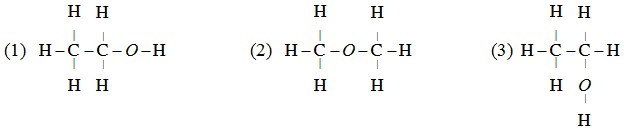 H H H H H H
(1) H – C – C – O – H (2) H – C – O – C – H (3) H – C – C – H
H H H H H O
H